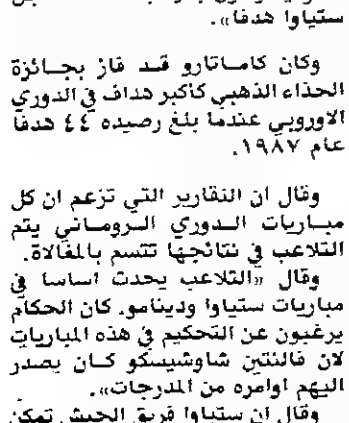 ستياوا هدفا».
وكان كاماتارو قد فاز بجائزة
الحذاء الذهبي كأكبر هداف في الدوري
الاوروبي عندما بلغ رصيده ٤٤ هدفا
عام ١٩٨٧.
وقال ان التقارير التي تزعم ان كل
مباريات الدوري الروماني يتم
التلاعب في نتائجها تتسم بالمغالاة.
وقال «التلاعب يحدث اساسا في
مباريات ستياوا ودينامو. كان الحكام
يرغبون عن التحكيم في هذه المباريات
لان فالنتين شاوشيسكو كان يصدر
اليهم اوامره من المدرجات».
وقال ان ستياوا فريق الجيش تمكن